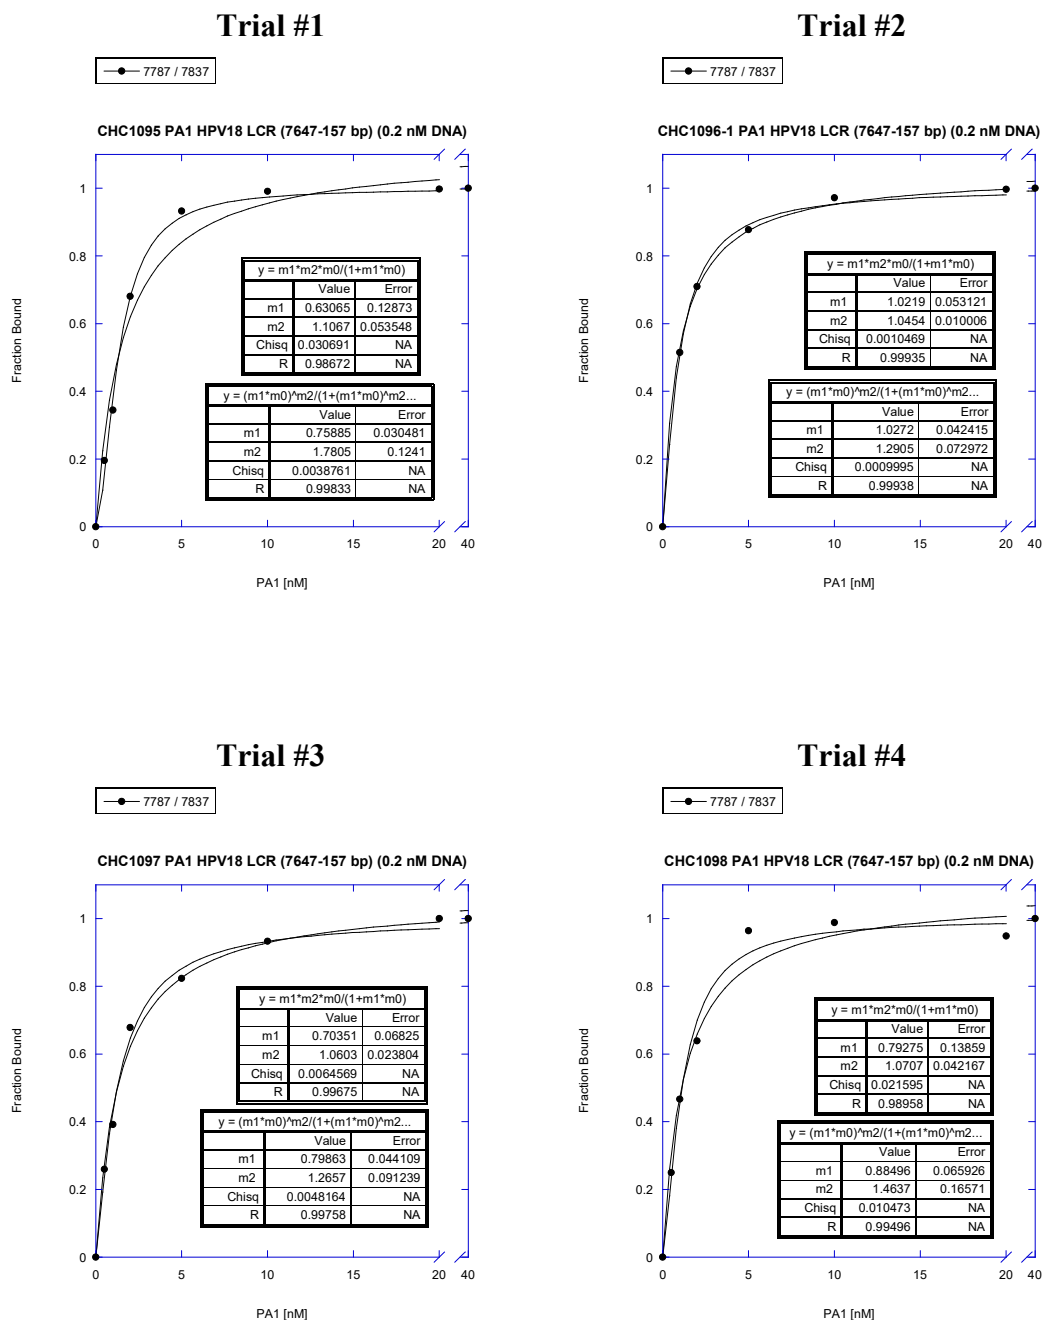 Trial #1
7787 / 7837
CHC1095 PA1 HPV18 LCR (7647-157 bp) (0.2 nM DNA)
Fraction Bound
1
0.8
0.6
0.4
0.2
0
y = m1*m2*m0/(1+m1*m0)
Value Error
m1 0.63065 0.12873
m2 1.1067 0.053548
Chisq 0.030691 NA
R 0.98672 NA
y = (m1*m0)^m2/(1+(m1*m0)^m2...
Value Error
m1 0.75885 0.030481
m2 1.7805 0.1241
Chisq 0.0038761 NA
R 0.99833 NA
0 5 10 15 20 40
PA1 [nM]
Trial #2
7787 / 7837
CHC1096-1 PA1 HPV18 LCR (7647-157 bp) (0.2 nM DNA)
Fraction Bound
1
0.8
0.6
0.4
0.2
0
y = m1*m2*m0/(1+m1*m0)
Value Error
m1 1.0219 0.053121
m2 1.0454 0.010006
Chisq 0.0010469 NA
R 0.99935 NA
y = (m1*m0)^m2/(1+(m1*m0)^m2...
Value Error
m1 1.0272 0.042415
m2 1.2905 0.072972
Chisq 0.0009995 NA
R 0.99938 NA
0 5 10 15 20 40
PA1 [nM]
Trial #3
7787 / 7837
CHC1097 PA1 HPV18 LCR (7647-157 bp) (0.2 nM DNA)
Fraction Bound
1
0.8
0.6
0.4
0.2
0
y = m1*m2*m0/(1+m1*m0)
Value Error
m1 0.70351 0.06825
m2 1.0603 0.023804
Chisq 0.0064569 NA
R 0.99675 NA
y = (m1*m0)^m2/(1+(m1*m0)^m2...
Value Error
m1 0.79863 0.044109
m2 1.2657 0.091239
Chisq 0.0048164 NA
R 0.99758 NA
0 5 10 15 20 40
PA1 [nM]
Trial #4
7787 / 7837
CHC1098 PA1 HPV18 LCR (7647-157 bp) (0.2 nM DNA)
Fraction Bound
1
0.8
0.6
0.4
0.2
0
y = m1*m2*m0/(1+m1*m0)
Value Error
m1 0.79275 0.13859
m2 1.0707 0.042167
Chisq 0.021595 NA
R 0.98958 NA
y = (m1*m0)^m2/(1+(m1*m0)^m2...
Value Error
m1 0.88496 0.065926
m2 1.4637 0.16571
Chisq 0.010473 NA
R 0.99496 NA
0 5 10 15 20 40
PA1 [nM]